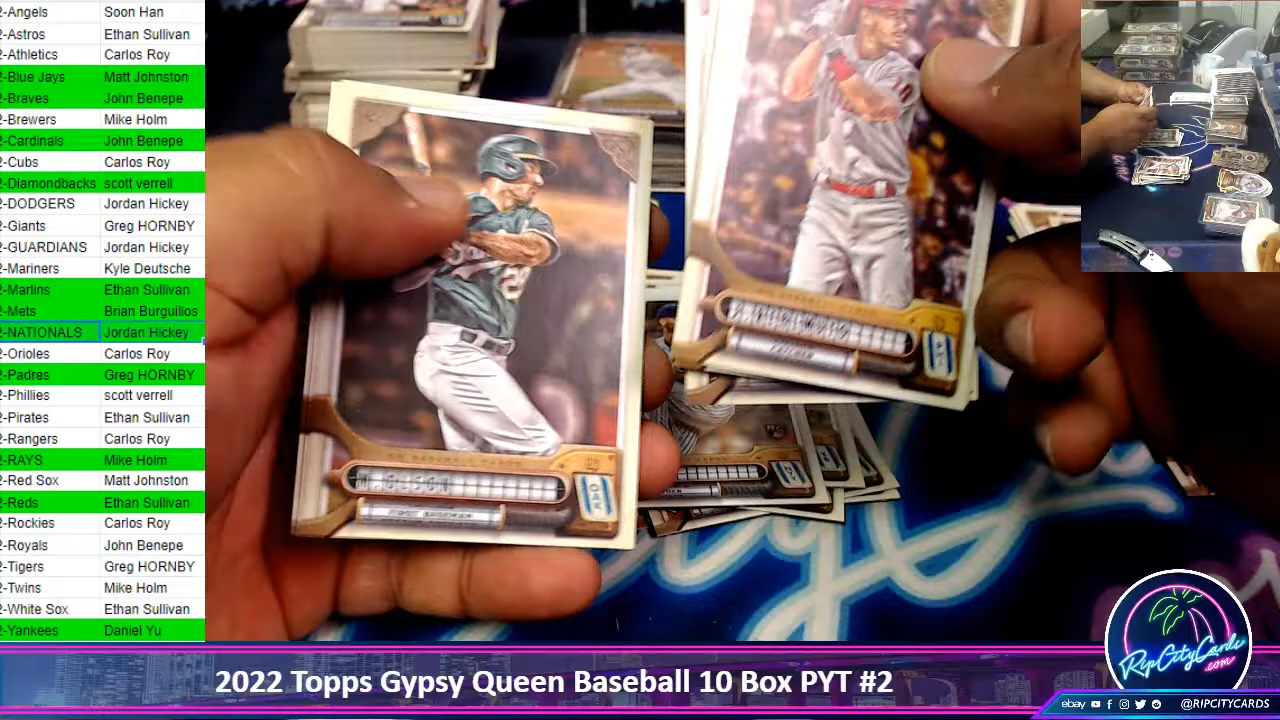 2-Angels Soon Han
2-Astros Ethan Sullivan
2-Athletics Carlos Roy
2-Blue Jays Matt Johnston
2-Braves John Benepe
2-Brewers Mike Holm
2-Cardinals John Benepe
2-Cubs Carlos Roy
2-Diamondbacks scott verrell
2-DODGERS Jordan Hickey
2-Giants Greg HORNBY
2-GUARDIANS Jordan Hickey
2-Mariners Kyle Deutsche
2-Marlins Ethan Sullivan
2-Mets Brian Burguillos
2-NATIONALS Jordan Hickey
2-Orioles Carlos Roy
2-Padres Greg HORNBY
2-Phillies scott verrell
2-Pirates Ethan Sullivan
2-Rangers Carlos Roy
2-RAYS Mike Holm
2-Red Sox Matt Johnston
2-Reds Ethan Sullivan
2-Rockies Carlos Roy
2-Royals John Benepe
2-Tigers Greg HORNBY
2-Twins Mike Holm
2-White Sox Ethan Sullivan
2-Yankees Daniel Yu
FIRST BASEMAN
OAK
RipCityCards
.com
2022 Topps Gypsy Queen Baseball 10 Box PYT #2
ebay @RIPCITYCARDS